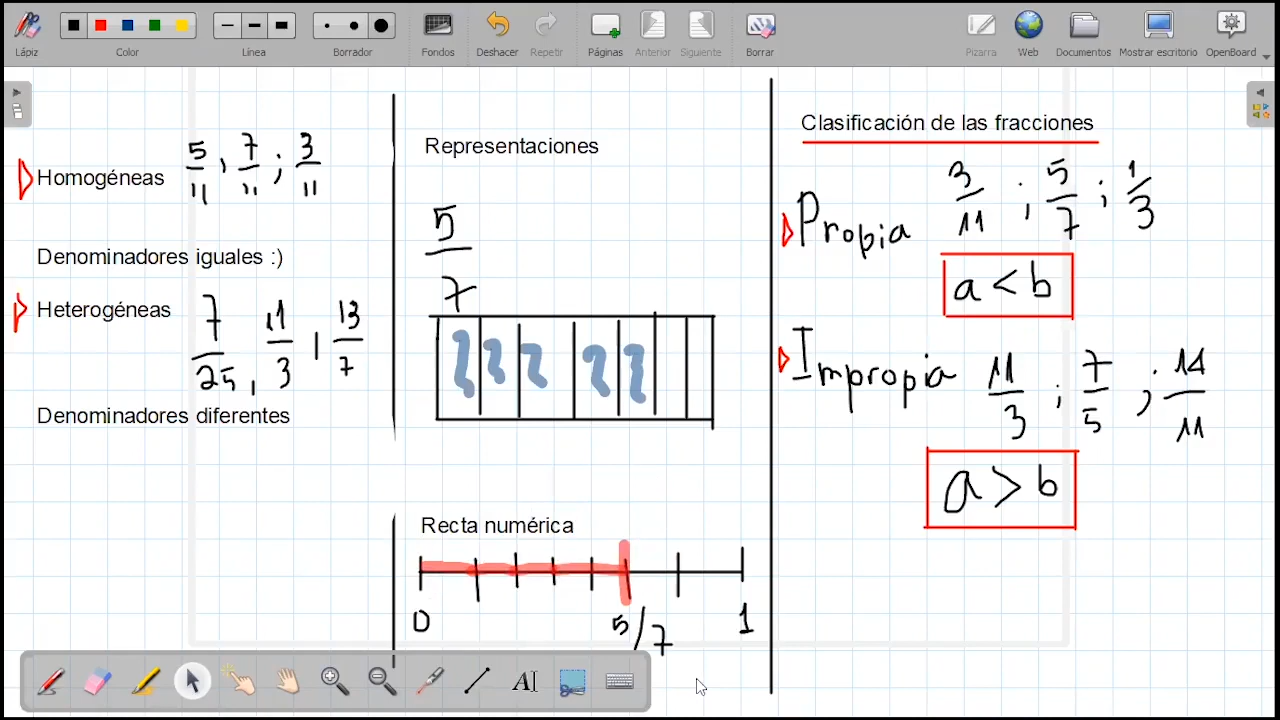 Lápiz
Color
Línea
Borrador
Fondos
Deshacer
Repetir
Páginas
Anterior
Siguiente
Borrar
Pizarra
Web
Documentos
Mostrar escritorio
OpenBoard
Homogéneas 5/11, 7/11; 3/11
Denominadores iguales :)
Heterogéneas 7/25, 11/3, 13/7
Denominadores diferentes
Representaciones
5/7
Recta numérica
0 5/7 1
Clasificación de las fracciones
Propia 3/11; 5/7; 1/3
a < b
Impropia 11/3; 7/5; 14/11
a > b